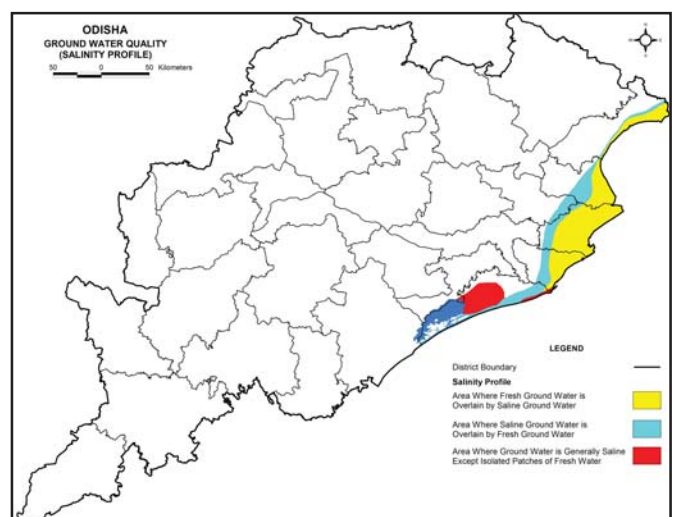 ODISHA
GROUND WATER QUALITY
(SALINITY PROFILE)
50 0 50 Kilometers
LEGEND
District Boundary
Salinity Profile
Area Where Fresh Ground Water is
Overlain by Saline Ground Water
Area Where Saline Ground Water is
Overlain by Fresh Ground Water
Area Where Ground Water is Generally Saline
Except Isolated Patches of Fresh Water